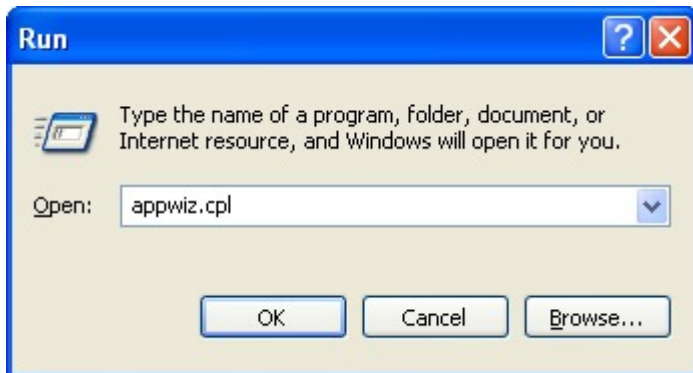 Run
Type the name of a program, folder, document, or
Internet resource, and Windows will open it for you.
Open: appwiz.cpl
OK Cancel Browse...